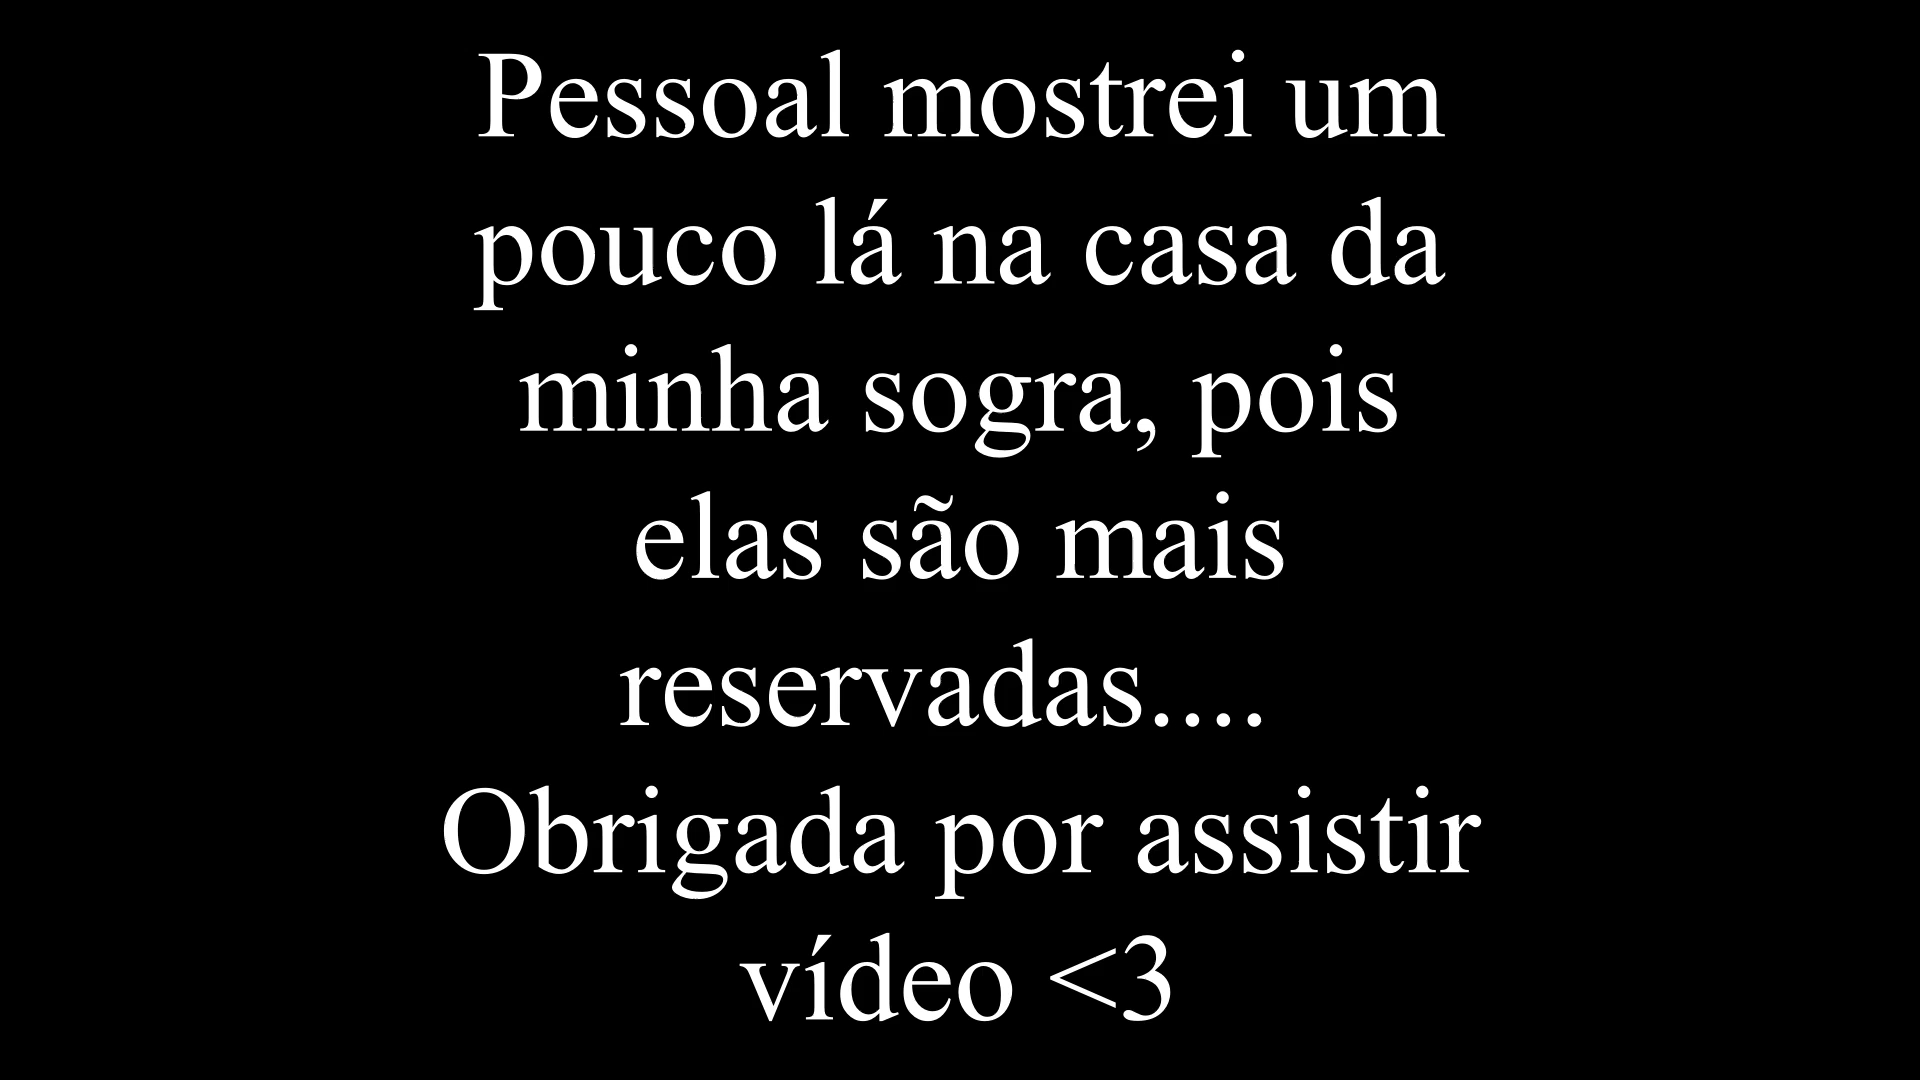 Pessoal mostrei um
pouco lá na casa da
minha sogra, pois
elas são mais
reservadas....
Obrigada por assistir
vídeo <3